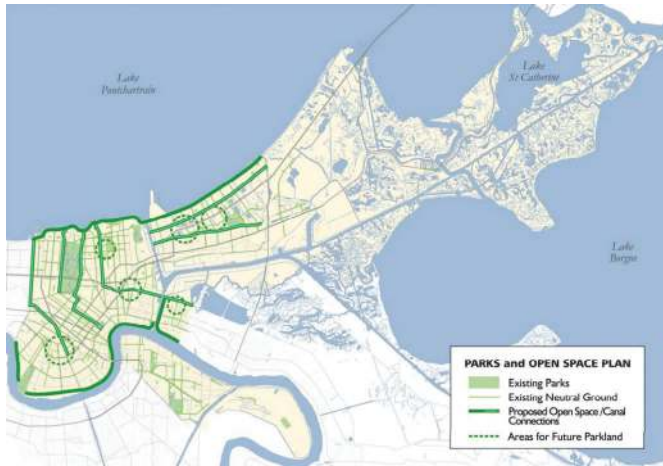 Lake
Pontchartrain
Lake
St Catherine
Lake
Borgne
PARKS and OPEN SPACE PLAN
Existing Parks
Existing Neutral Ground
Proposed Open Space /Canal
Connections
Areas for Future Parkland